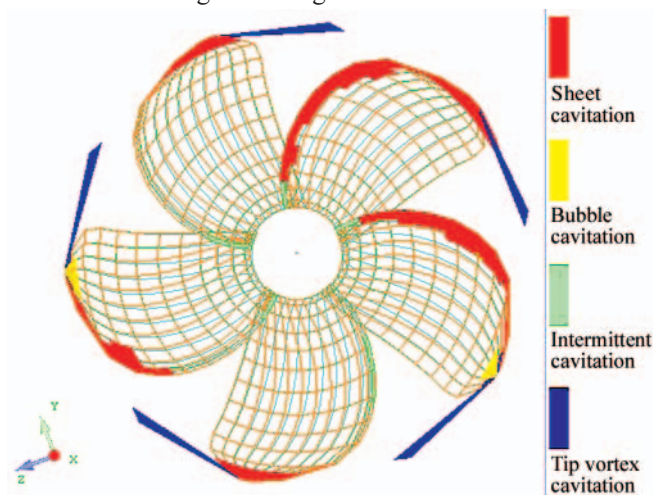 Sheet
cavitation
Bubble
cavitation
Intermittent
cavitation
Tip vortex
cavitation
Y
X
Z